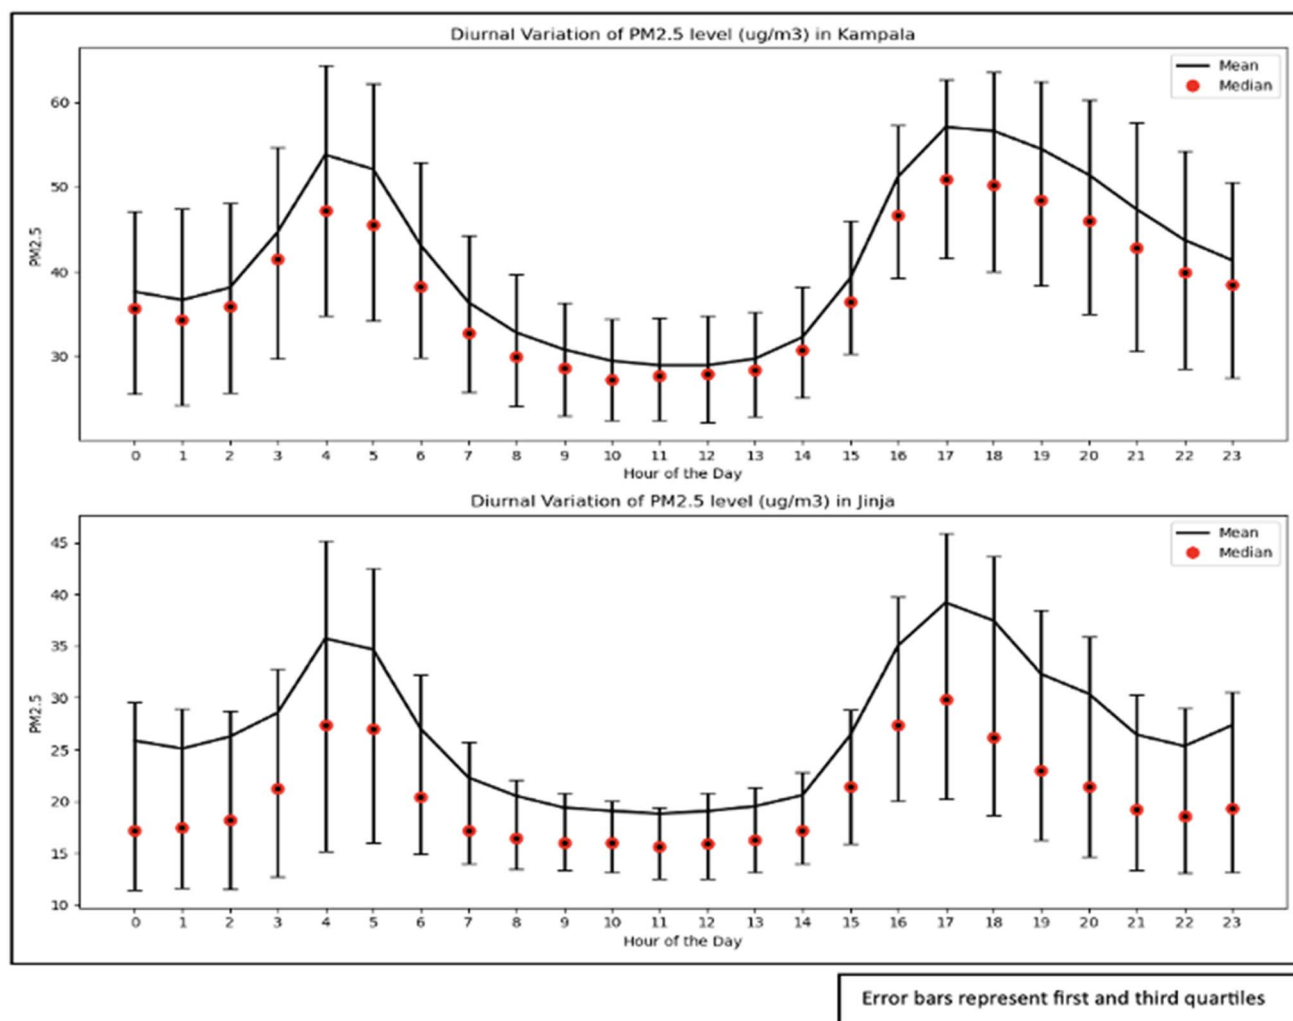 Diurnal Variation of PM2.5 level (ug/m3) in Kampala
Mean
Median
60
50
40
30
PM2.5
0 1 2 3 4 5 6 7 8 9 10 11 12 13 14 15 16 17 18 19 20 21 22 23
Hour of the Day
Diurnal Variation of PM2.5 level (ug/m3) in Jinja
Mean
Median
45
40
35
30
25
20
15
10
PM2.5
0 1 2 3 4 5 6 7 8 9 10 11 12 13 14 15 16 17 18 19 20 21 22 23
Hour of the Day
Error bars represent first and third quartiles